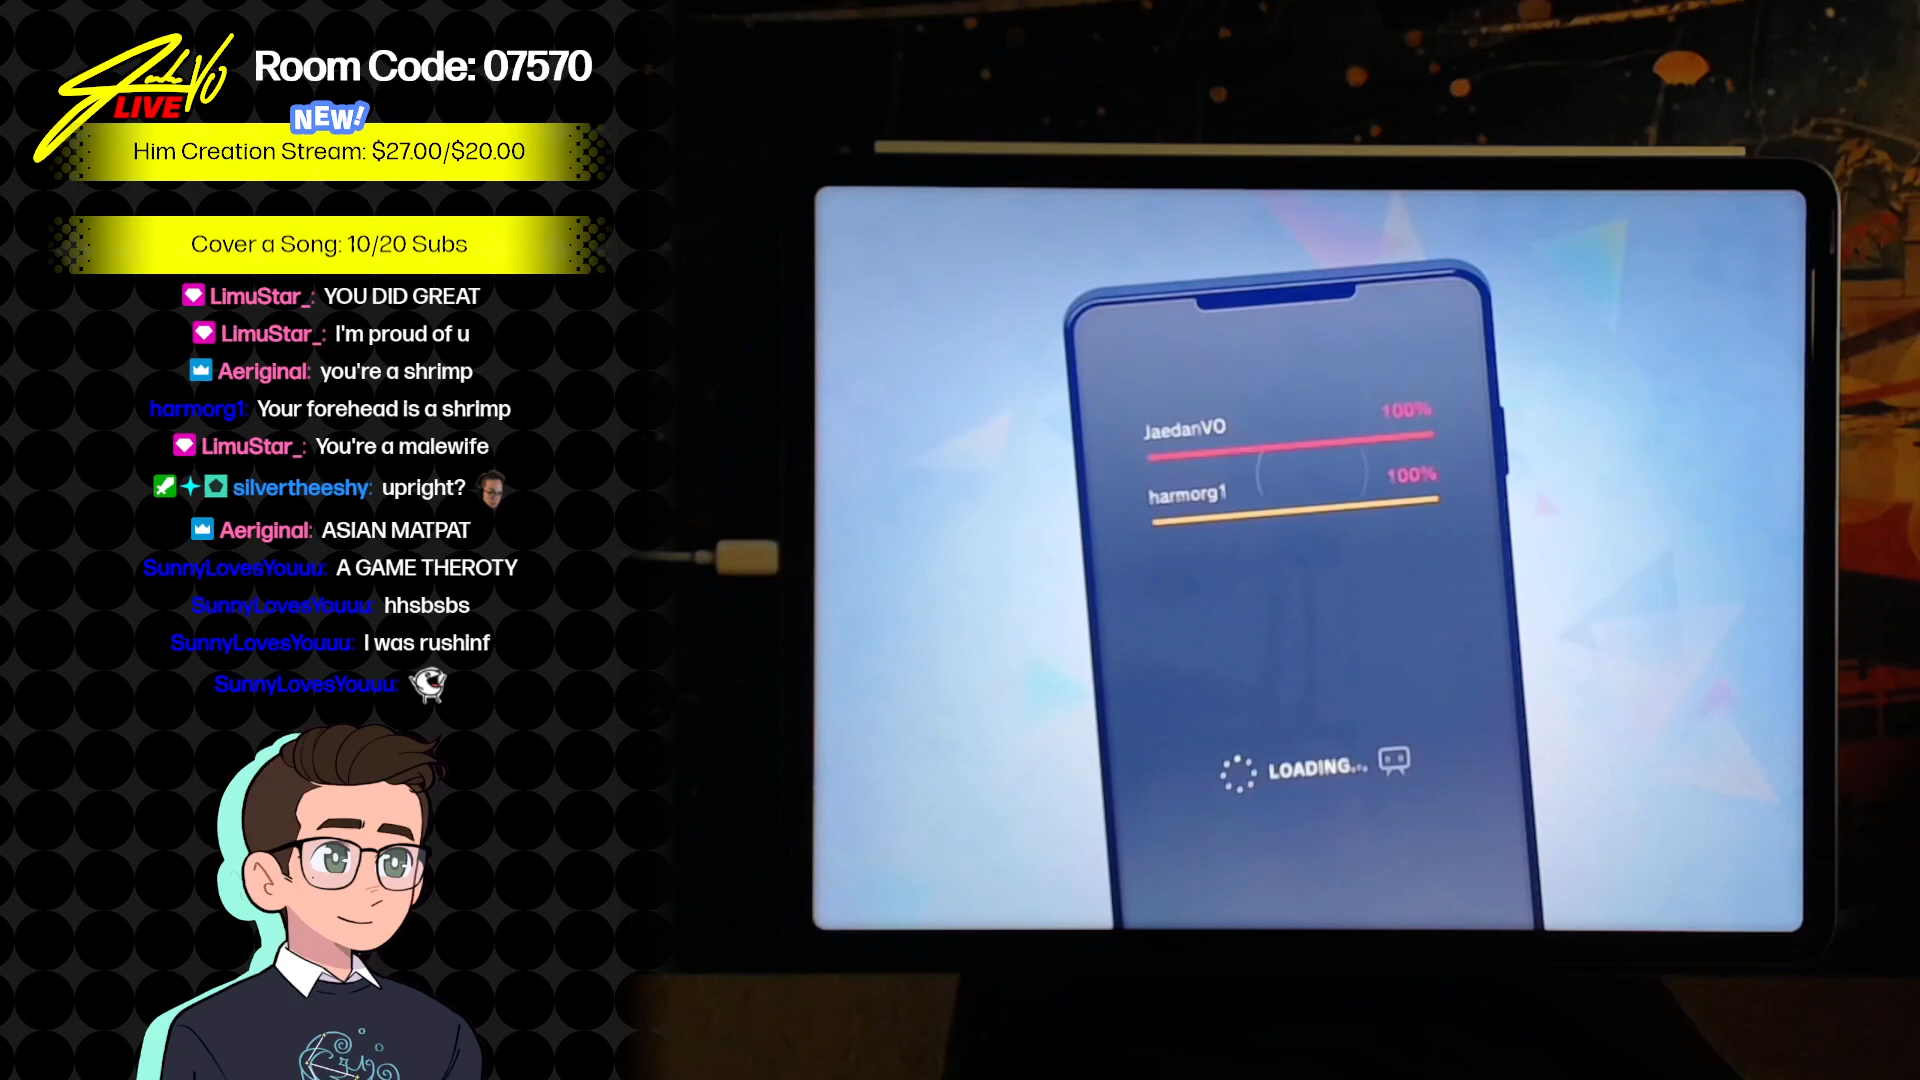 LIVE
Room Code: 07570
NEW!
Him Creation Stream: $27.00/$20.00
Cover a Song: 10/20 Subs
LimuStar_: YOU DID GREAT
LimuStar_: I'm proud of u
Aeriginal: you're a shrimp
harmorg1: Your forehead is a shrimp
LimuStar_: You're a malewife
silvertheeshy: upright?
Aeriginal: ASIAN MATPAT
SunnyLovesYouuu: A GAME THEROTY
SunnyLovesYouuu: hhsbsbs
SunnyLovesYouuu: I was rushinf
SunnyLovesYouuu:
JaedanVO 100%
harmorg1 100%
LOADING...